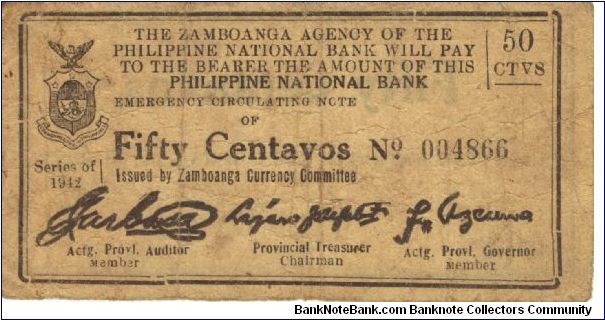 THE ZAMBOANGA AGENCY OF THE
PHILIPPINE NATIONAL BANK WILL PAY
TO THE BEARER THE AMOUNT OF THIS
PHILIPPINE NATIONAL BANK
50
CTVS
EMERGENCY CIRCULATING NOTE
OF
Fifty Centavos Nº 004866
Series of
1942
Issued by Zamboanga Currency Committee
Actg. Provl. Auditor
Member
Provincial Treasurer
Chairman
Actg. Provl. Governor
Member
BankNoteBank.com Banknote Collectors Community